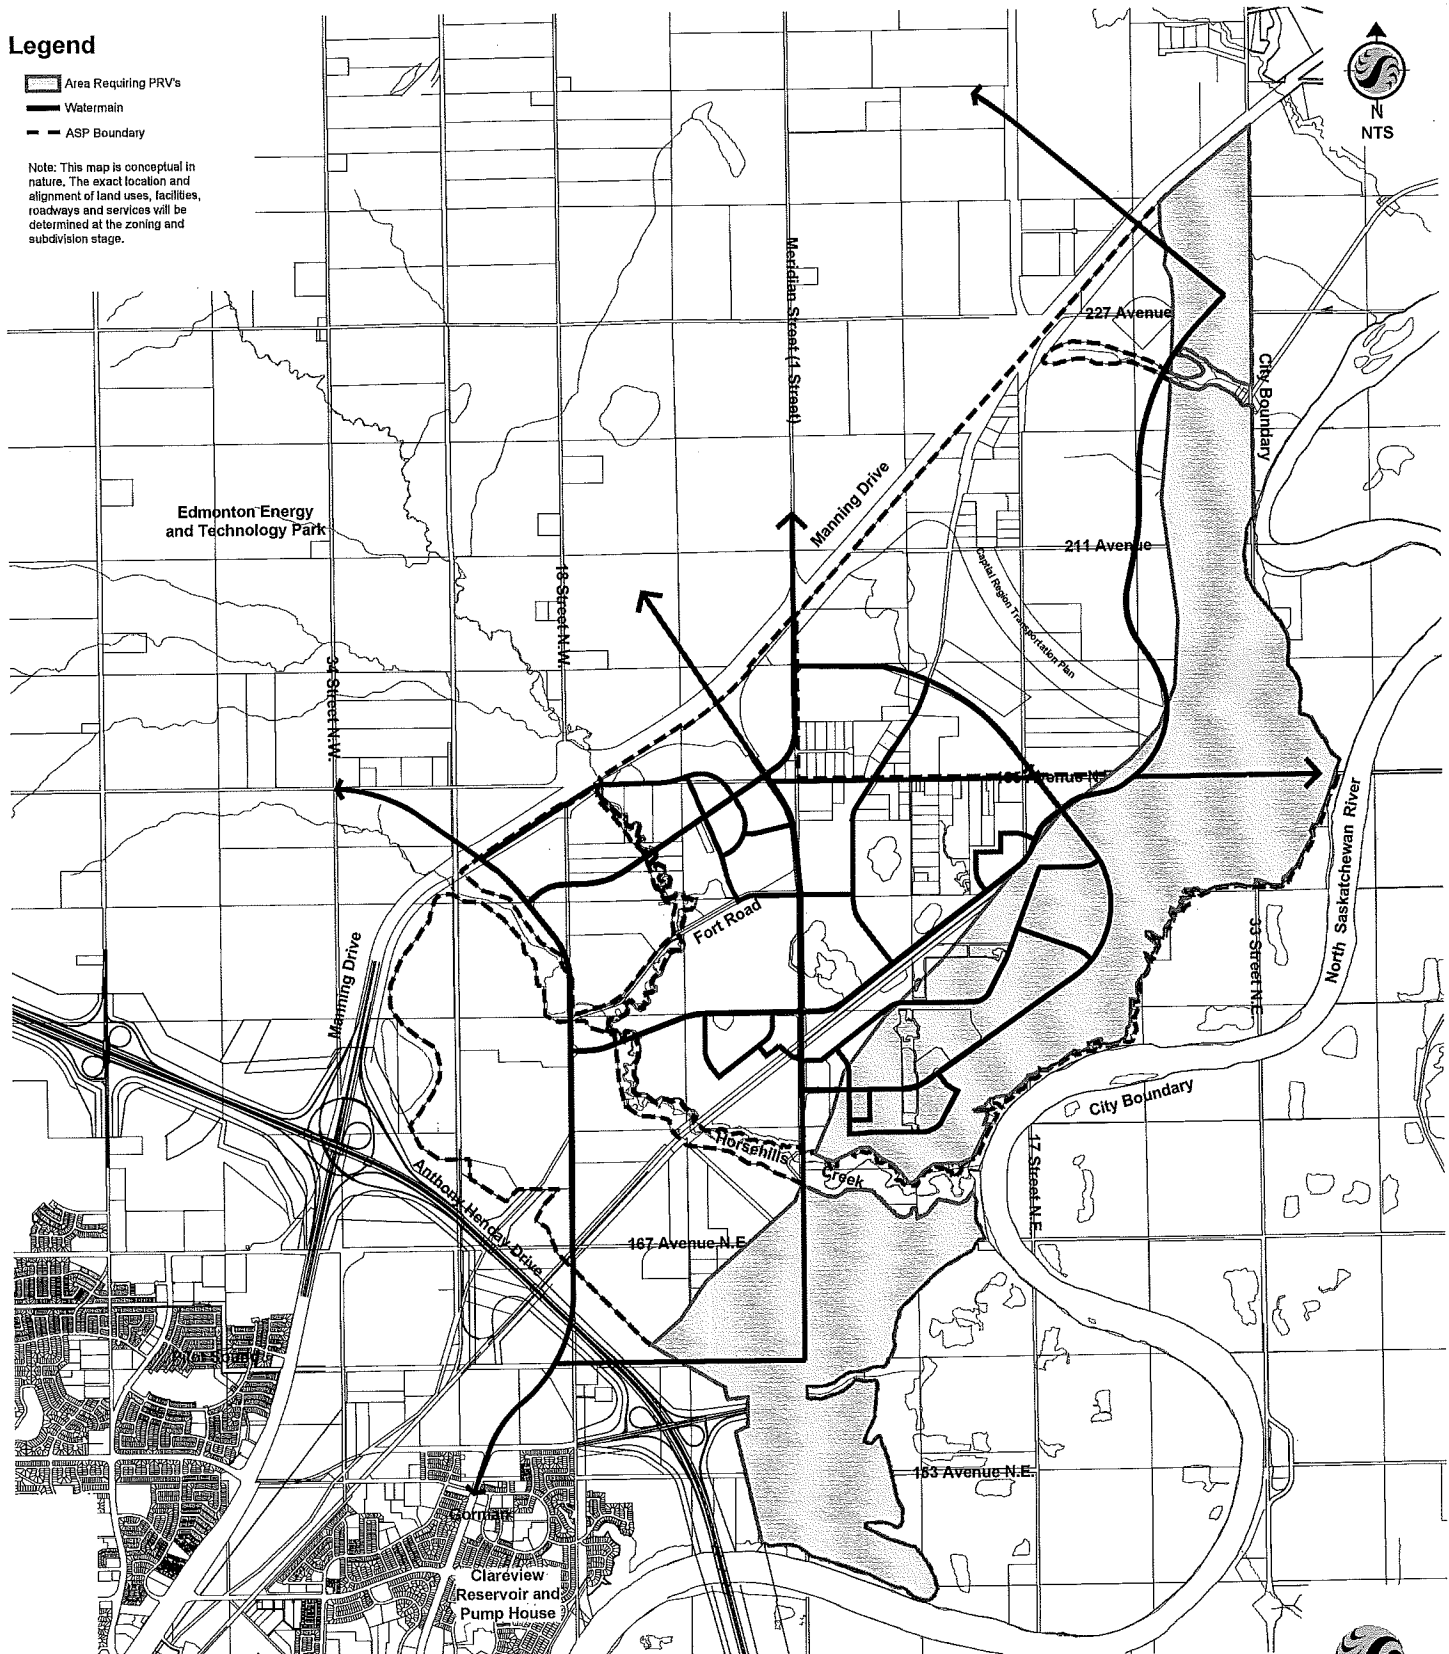 Legend
Area Requiring PRV's
Watermain
ASP Boundary
Note: This map is conceptual in
nature. The exact location and
alignment of land uses, facilities,
roadways and services will be
determined at the zoning and
subdivision stage.
N
NTS
Meridian Street (1 Street)
227 Avenue
City Boundary
Manning Drive
Edmonton Energy
and Technology Park
211 Avenue
Captial Region Transportation Plan
18 Street N.W.
34 Street N.W.
Avenue N
North Saskatchewan River
Fort Road
33 Street N.E
Manning Drive
City Boundary
Horsehills
Creek
17 Street N.E.
Anthony Henday Drive
167 Avenue N.E.
Pilot Sound
153 Avenue N.E.
Gorman
Clareview
Reservoir and
Pump House